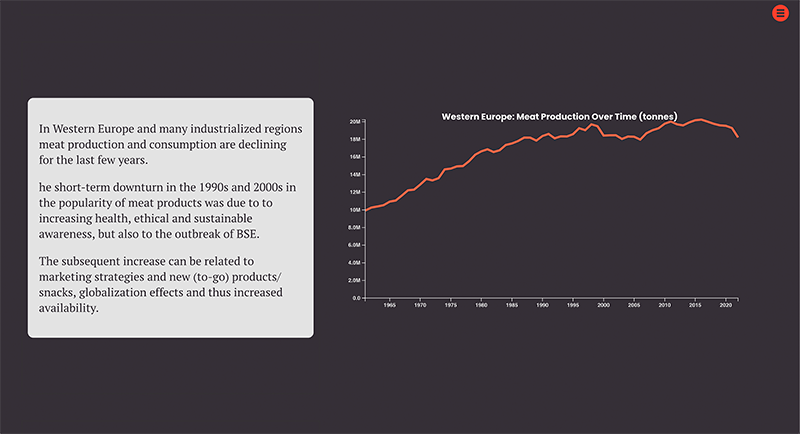 In Western Europe and many industrialized regions
meat production and consumption are declining
for the last few years.
he short-term downturn in the 1990s and 2000s in
the popularity of meat products was due to to
increasing health, ethical and sustainable
awareness, but also to the outbreak of BSE.
The subsequent increase can be related to
marketing strategies and new (to-go) products/
snacks, globalization effects and thus increased
availability.
Western Europe: Meat Production Over Time (tonnes)
20M
18M
16M
14M
12M
10M
8.0M
6.0M
4.0M
2.0M
0.0
1965 1970 1975 1980 1985 1990 1995 2000 2005 2010 2015 2020